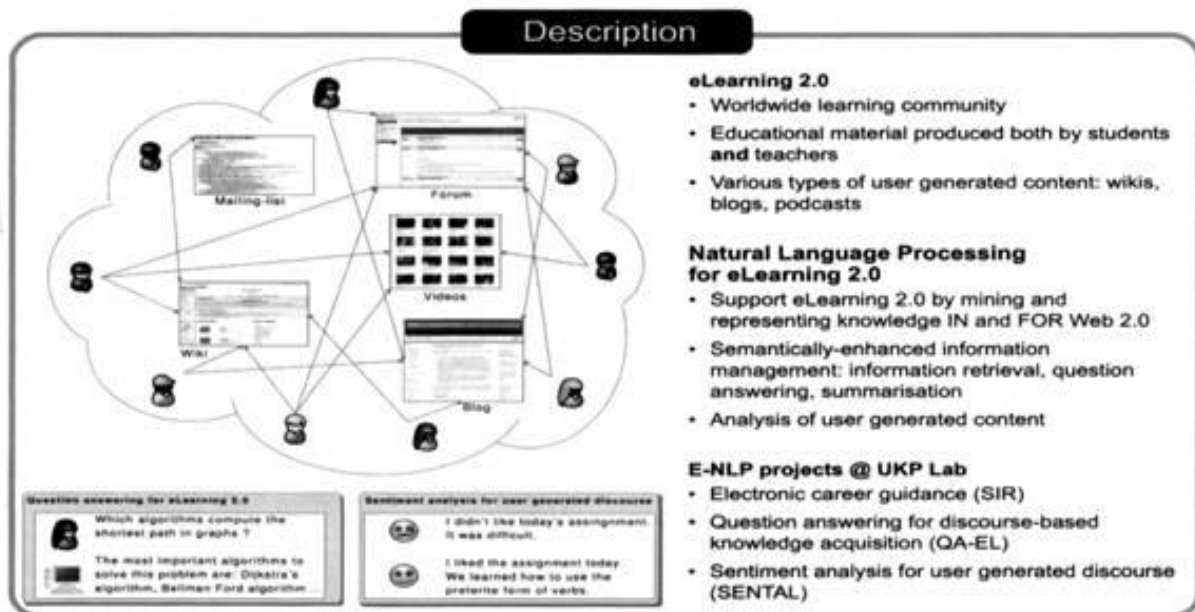 Description
eLearning 2.0
• Worldwide learning community
• Educational material produced both by students
and teachers
• Various types of user generated content: wikis,
blogs, podcasts
Natural Language Processing
for eLearning 2.0
• Support eLearning 2.0 by mining and
representing knowledge IN and FOR Web 2.0
• Semantically-enhanced information
management: information retrieval, question
answering, summarisation
• Analysis of user generated content
E-NLP projects @ UKP Lab
• Electronic career guidance (SIR)
• Question answering for discourse-based
knowledge acquisition (QA-EL)
• Sentiment analysis for user generated discourse
(SENTAL)
Mailing-list
Forum
Videos
Wiki
Blog
Question answering for eLearning 2.0
Which algorithms compute the
shortest path in graphs ?
The most important algorithms to
solve this problem are: Dijkstra's
algorithm, Bellman Ford algorithm ...
Sentiment analysis for user generated discourse
I didn't like today's assignment.
It was difficult.
I liked the assignment today.
We learned how to use the
preterite form of verbs.